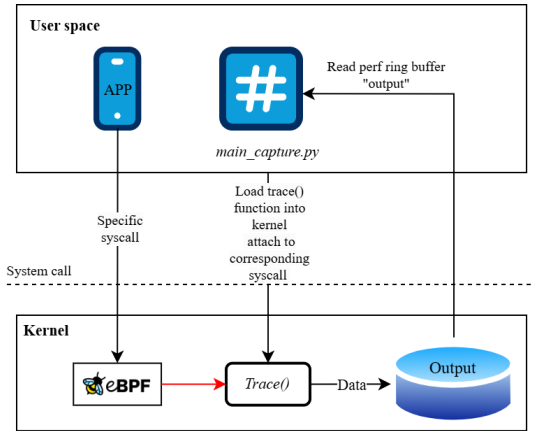 User space
APP
Read perf ring buffer
"output"
main_capture.py
Specific
syscall
Load trace()
function into
kernel
attach to
corresponding
syscall
System call
Kernel
eBPF
Trace()
Data
Output